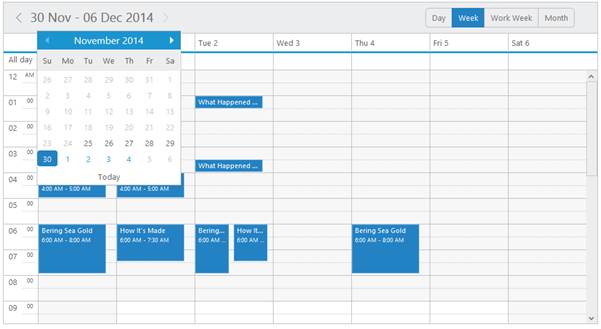 30 Nov - 06 Dec 2014
Day Week Work Week Month
November 2014
Su Mo Tu We Th Fr Sa
26 27 28 29 30 31 1
2 3 4 5 6 7 8
9 10 11 12 13 14 15
16 17 18 19 20 21 22
23 24 25 26 27 28 29
30 1 2 3 4 5 6
Today
Tue 2 Wed 3 Thu 4 Fri 5 Sat 6
All day
12 AM
01 00
What Happened ...
02 00
03 00
What Happened ...
04 00
4:00 AM - 5:00 AM
4:00 AM - 5:00 AM
05 00
06 00
Bering Sea Gold
6:00 AM - 8:00 AM
How It's Made
6:00 AM - 7:30 AM
Bering...
6:00 AM ...
How It...
6:00 AM ...
Bering Sea Gold
6:00 AM - 8:00 AM
07 00
08 00
09 00